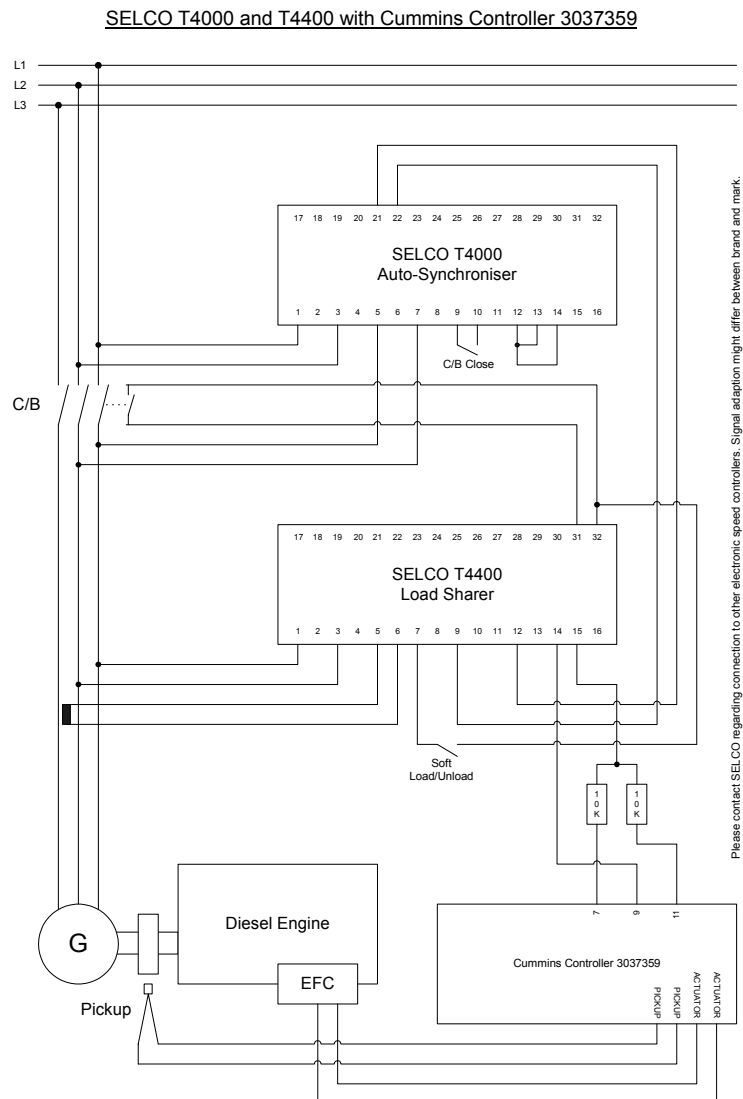 SELCO T4000 and T4400 with Cummins Controller 3037359
L1
L2
L3
17 18 19 20 21 22 23 24 25 26 27 28 29 30 31 32
SELCO T4000
Auto-Synchroniser
1 2 3 4 5 6 7 8 9 10 11 12 13 14 15 16
C/B Close
C/B
17 18 19 20 21 22 23 24 25 26 27 28 29 30 31 32
SELCO T4400
Load Sharer
1 2 3 4 5 6 7 8 9 10 11 12 13 14 15 16
Soft
Load/Unload
10K
10K
Diesel Engine
G
EFC
Pickup
7 9 11
Cummins Controller 3037359
PICKUP
PICKUP
ACTUATOR
ACTUATOR
Please contact SELCO regarding connection to other electronic speed controllers. Signal adaption might differ between brand and mark.